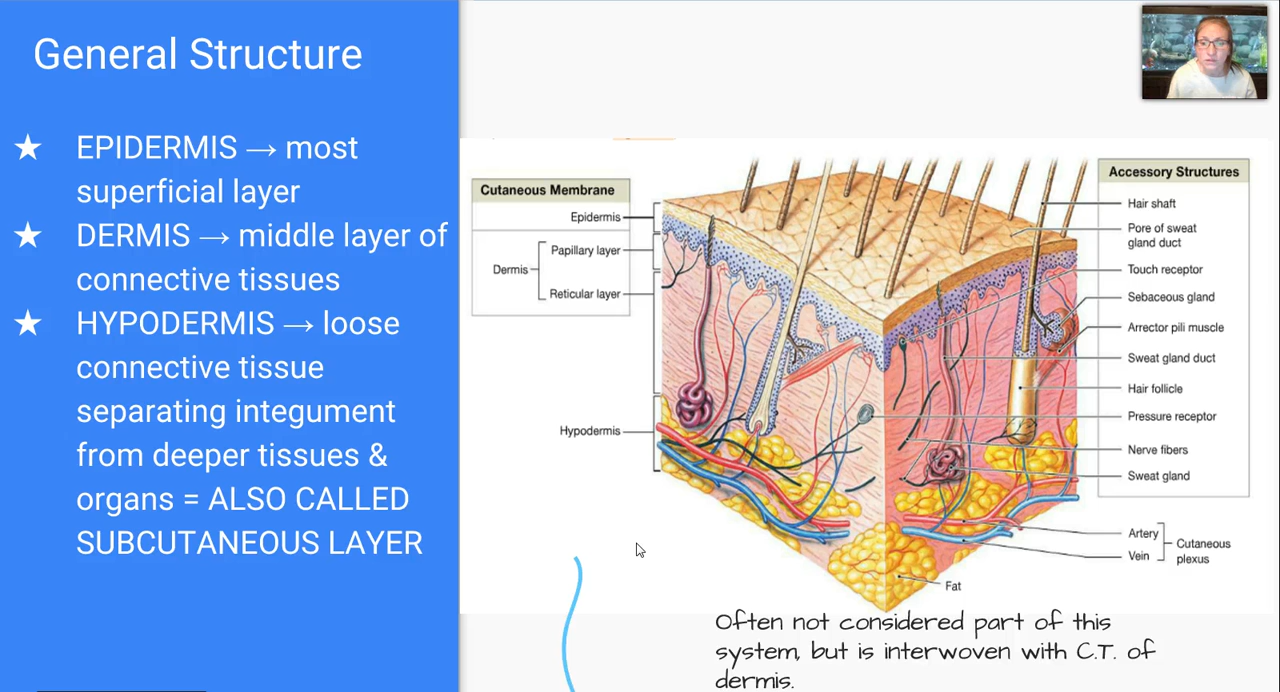 General Structure
★ EPIDERMIS → most
superficial layer
★ DERMIS → middle layer of
connective tissues
★ HYPODERMIS → loose
connective tissue
separating integument
from deeper tissues &
organs = ALSO CALLED
SUBCUTANEOUS LAYER
Cutaneous Membrane
Epidermis
Dermis
Papillary layer
Reticular layer
Hypodermis
Accessory Structures
Hair shaft
Pore of sweat
gland duct
Touch receptor
Sebaceous gland
Arrector pili muscle
Sweat gland duct
Hair follicle
Pressure receptor
Nerve fibers
Sweat gland
Artery
Vein
Cutaneous
plexus
Fat
Often not considered part of this
system, but is interwoven with C.T. of
dermis.